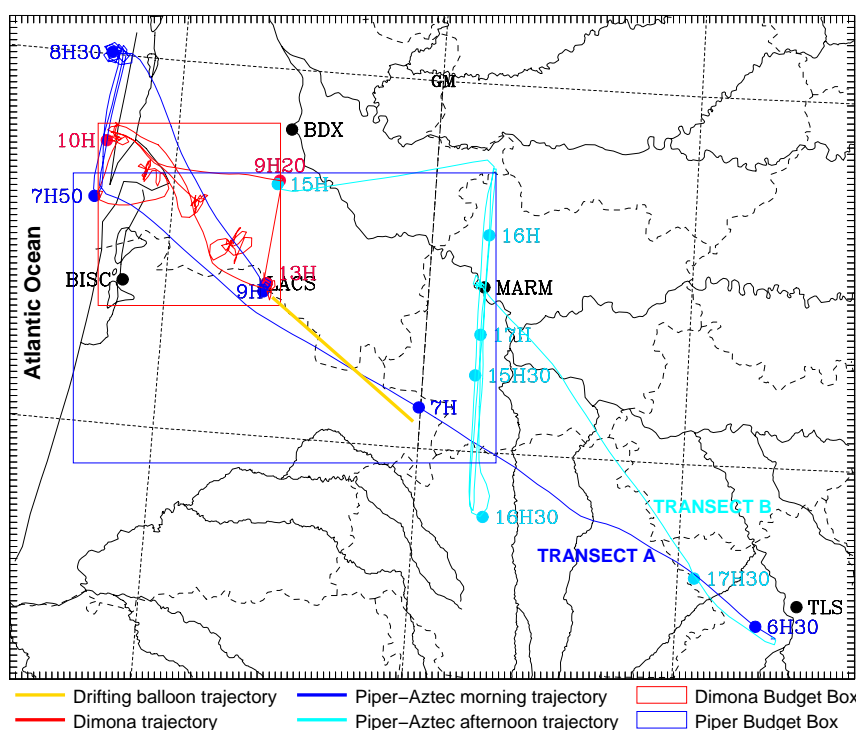 8H30
GM
BDX
10H
9H20
15H
7H50
16H
Atlantic Ocean
BISC
13H
LACS
9H
MARM
17H
15H30
7H
16H30
TRANSECT B
TRANSECT A
17H30
TLS
6H30
Drifting balloon trajectory
Piper–Aztec morning trajectory
Dimona Budget Box
Dimona trajectory
Piper–Aztec afternoon trajectory
Piper Budget Box